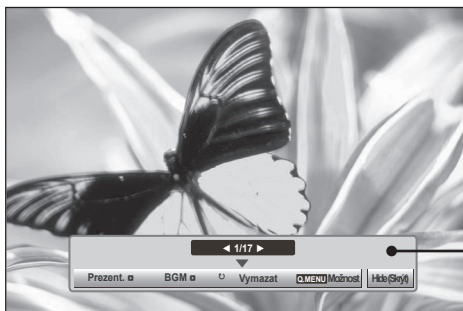 ◀ 1/17 ▶
Prezent. BGM Vymazat Q.MENU Možnost Hide(Skrýt)